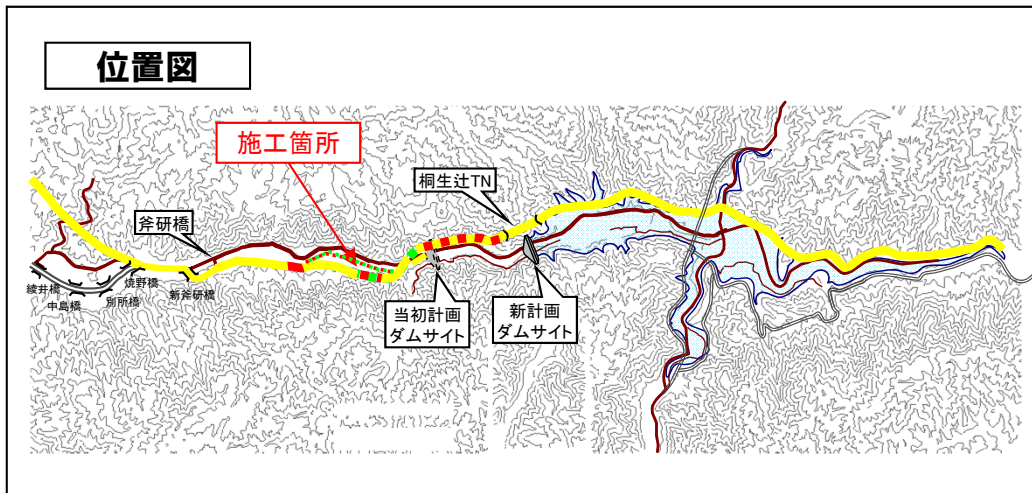 位置図
施工箇所
桐生辻TN
斧研橋
綾井橋
中島橋
別所橋
焼野橋
新斧研橋
当初計画
ダムサイト
新計画
ダムサイト